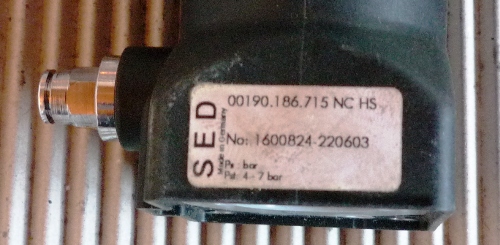 SED
Made in Germany
00190.186.715 NC HS
No: 1600824-220603
Ps: bar
Pst: 4 - 7 bar